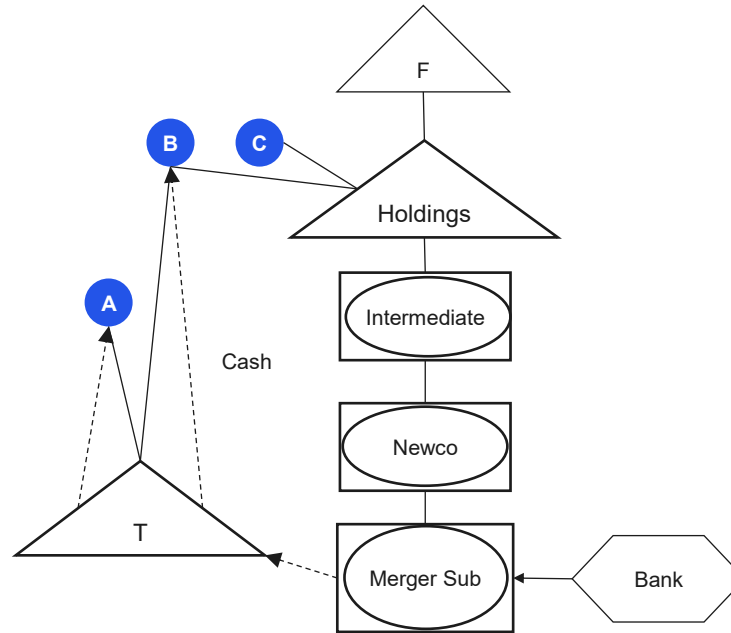 F
B
C
Holdings
A
Intermediate
Cash
Newco
T
Merger Sub
Bank